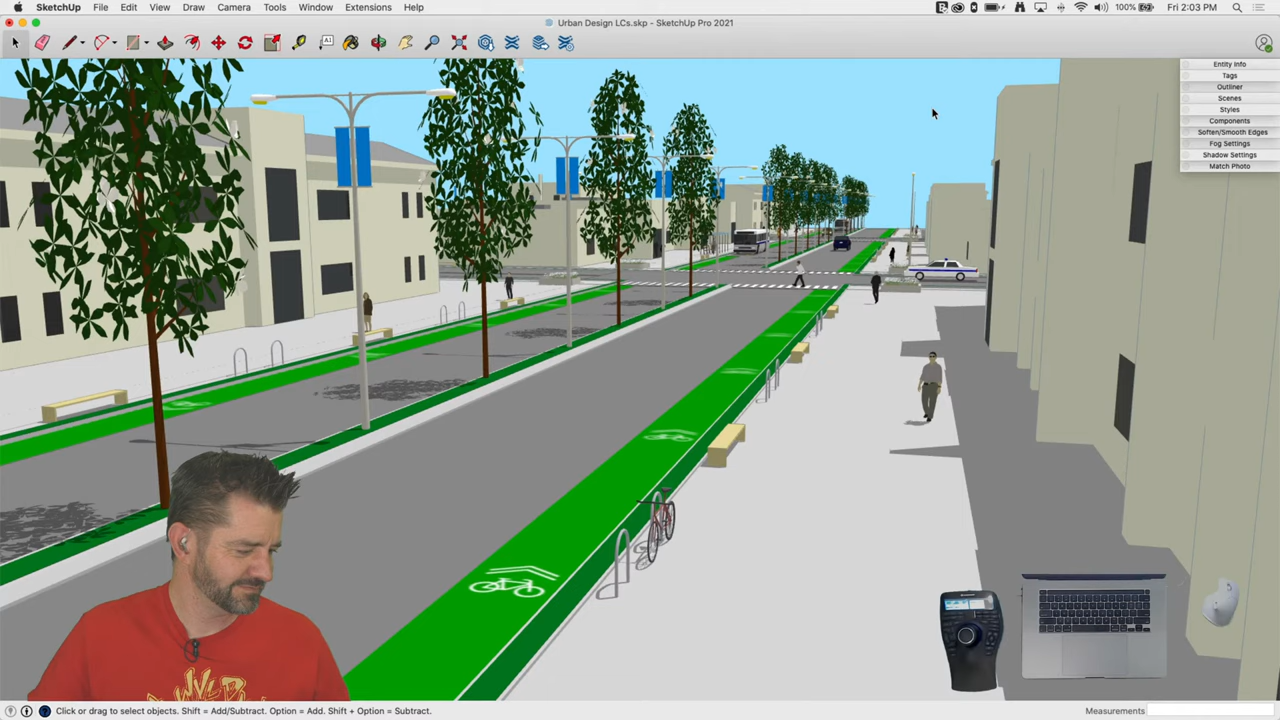 SketchUp File Edit View Draw Camera Tools Window Extensions Help 100% Fri 2:03 PM
Urban Design LCs.skp - SketchUp Pro 2021
Entity Info
Tags
Outliner
Scenes
Styles
Components
Soften/Smooth Edges
Fog Settings
Shadow Settings
Match Photo
Click or drag to select objects. Shift = Add/Subtract. Option = Add. Shift + Option = Subtract.
Measurements